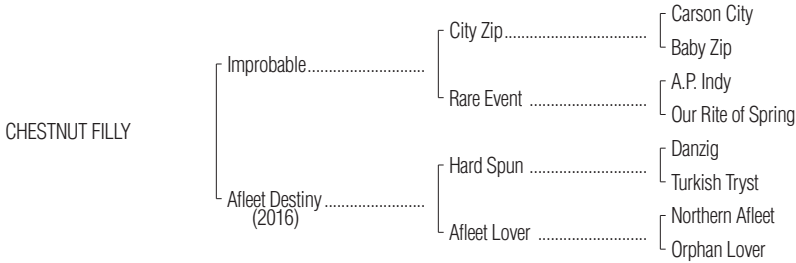 Carson City
City Zip
Baby Zip
Improbable
A.P. Indy
Rare Event
Our Rite of Spring
CHESTNUT FILLY
Danzig
Hard Spun
Turkish Tryst
Afleet Destiny
(2016)
Northern Afleet
Afleet Lover
Orphan Lover